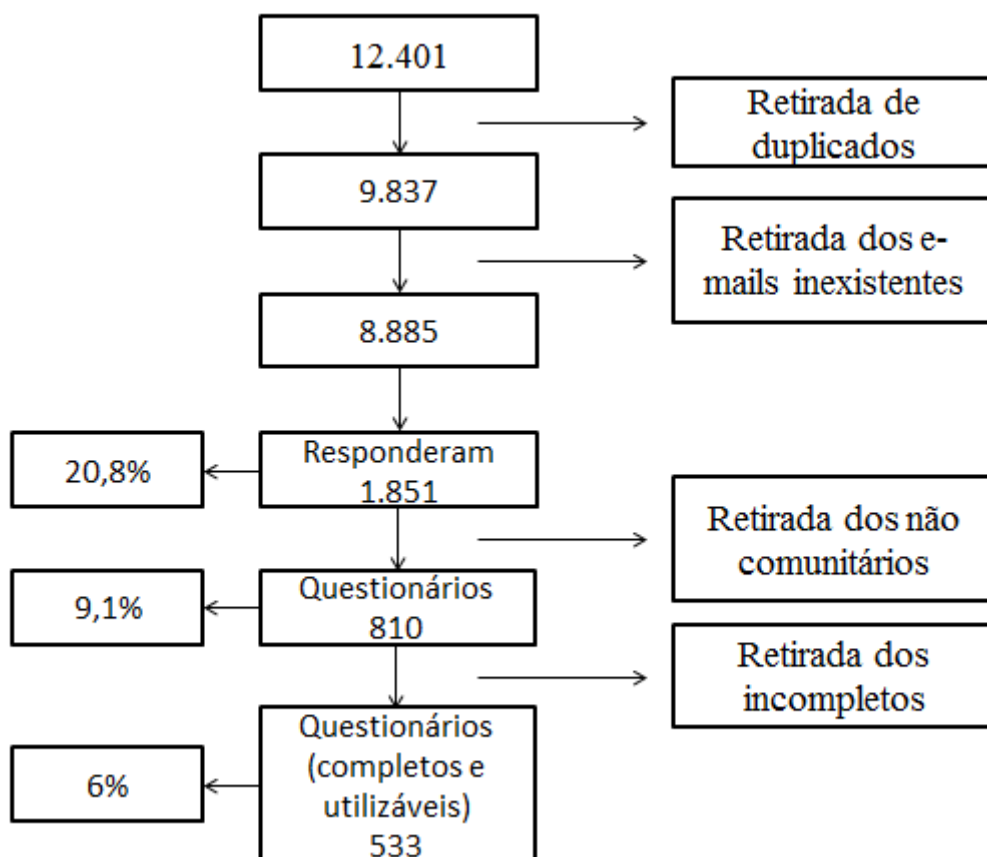 12.401
Retirada de
duplicados
9.837
Retirada dos e-
mails inexistentes
8.885
20,8%
Responderam
1.851
Retirada dos não
comunitários
9,1%
Questionários
810
Retirada dos
incompletos
6%
Questionários
(completos e
utilizáveis)
533